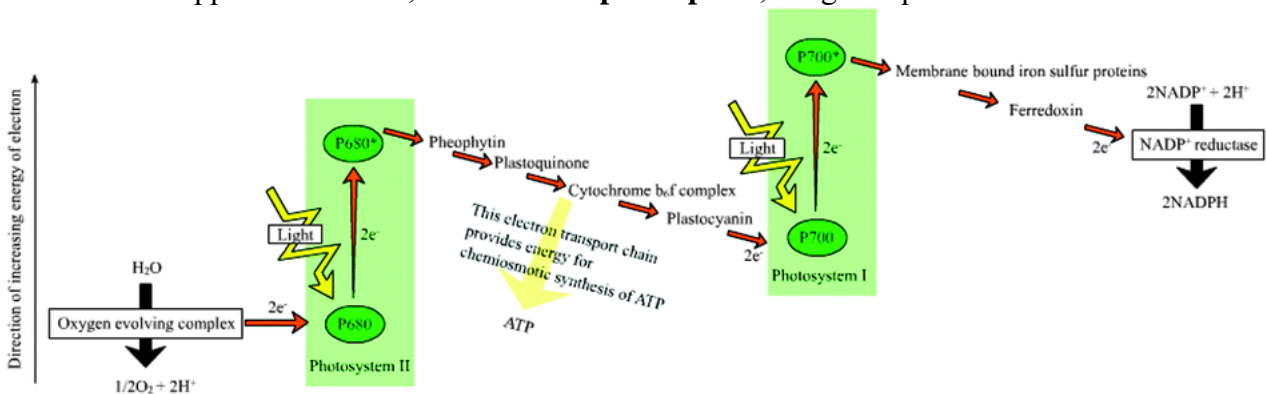 Direction of increasing energy of electron
H₂O
Oxygen evolving complex
1/2O₂ + 2H⁺
2e⁻
Light
P680*
2e⁻
P680
Photosystem II
Pheophytin
Plastoquinone
Cytochrome b₆f complex
Plastocyanin
2e⁻
This electron transport chain
provides energy for
chemiosmotic synthesis of ATP
ATP
P700*
Light
2e⁻
P700
Photosystem I
Membrane bound iron sulfur proteins
Ferredoxin
2e⁻
2NADP⁺ + 2H⁺
NADP⁺ reductase
2NADPH